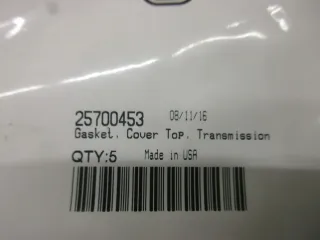 25700453 08/11/16
Gasket, Cover Top, Transmission
QTY:5 Made in USA